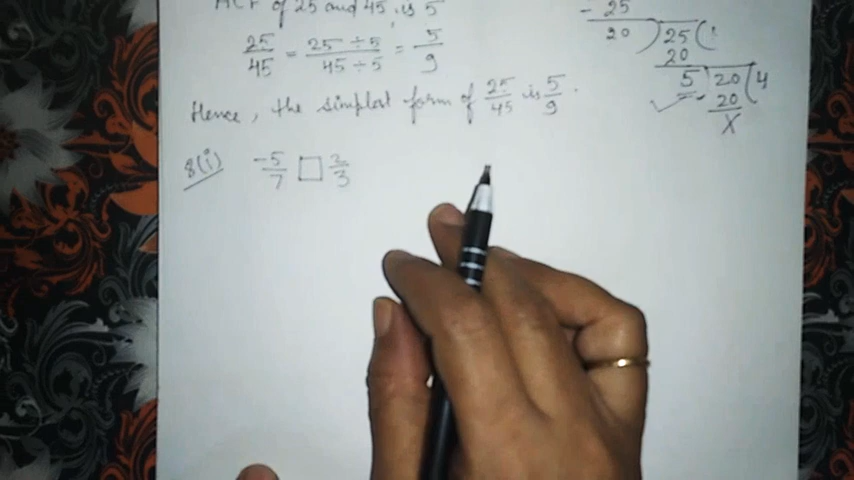 HCF of 25 and 45 is 5
25/45 = 25 ÷ 5/45 ÷ 5 = 5/9
Hence, the simplest form of 25/45 is 5/9.
8(i) -5/7 □ 2/3
- 25
20 ) 25 ( 1
20
5 ) 20 ( 4
20
X